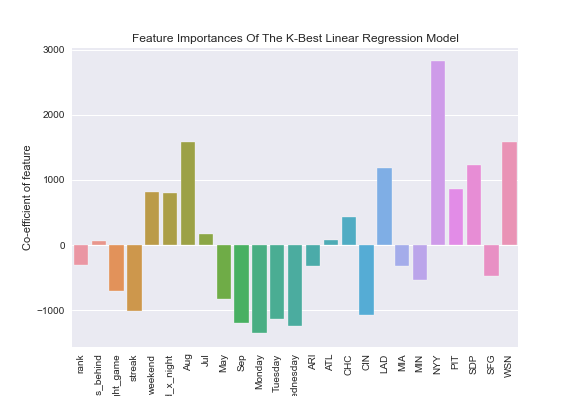 Feature Importances Of The K-Best Linear Regression Model
Co-efficient of feature
3000
2000
1000
0
−1000
rank
s_behind
ght_game
streak
weekend
d_x_night
Aug
Jul
May
Sep
Monday
Tuesday
ednesday
ARI
ATL
CHC
CIN
LAD
MIA
MIN
NYY
PIT
SDP
SFG
WSN